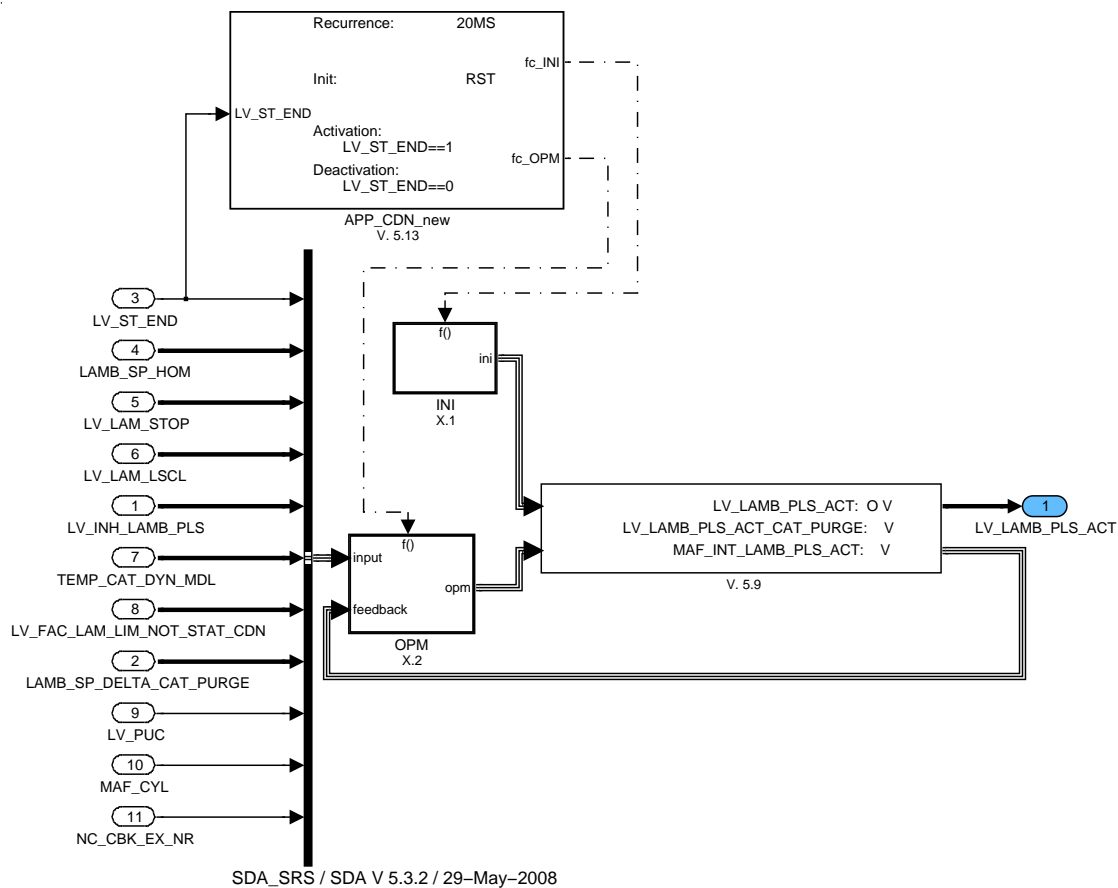 Recurrence: 20MS
fc_INI
Init: RST
LV_ST_END
Activation:
LV_ST_END==1
fc_OPM
Deactivation:
LV_ST_END==0
APP_CDN_new
V. 5.13
3
LV_ST_END
4
LAMB_SP_HOM
5
LV_LAM_STOP
6
LV_LAM_LSCL
1
LV_INH_LAMB_PLS
7
TEMP_CAT_DYN_MDL
8
LV_FAC_LAM_LIM_NOT_STAT_CDN
2
LAMB_SP_DELTA_CAT_PURGE
9
LV_PUC
10
MAF_CYL
11
NC_CBK_EX_NR
f()
ini
INI
X.1
f()
input
opm
feedback
OPM
X.2
LV_LAMB_PLS_ACT: O V
LV_LAMB_PLS_ACT_CAT_PURGE: V
MAF_INT_LAMB_PLS_ACT: V
V. 5.9
1
LV_LAMB_PLS_ACT
SDA_SRS / SDA V 5.3.2 / 29–May–2008